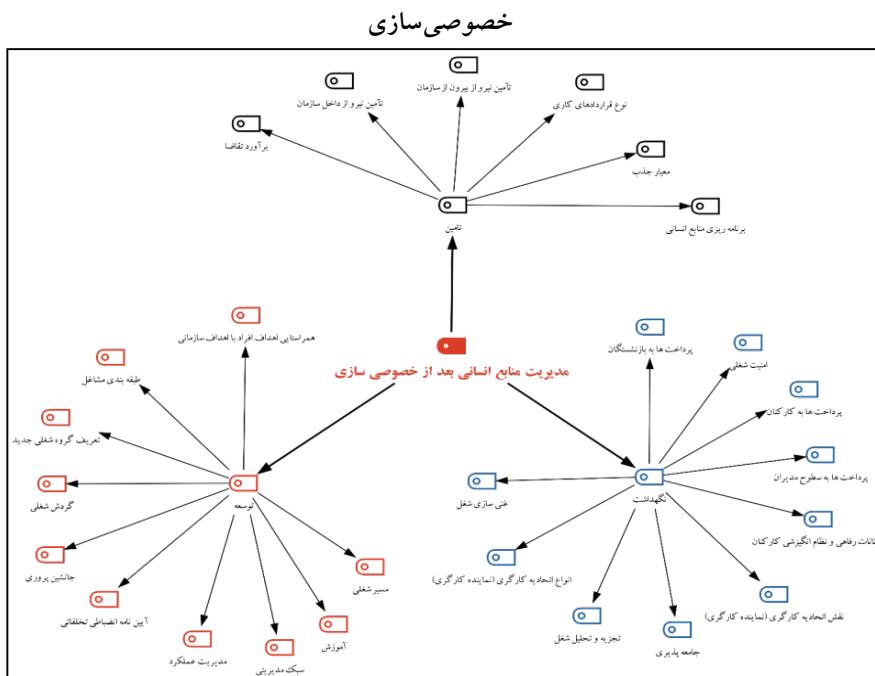 خصوصی‌سازی
تأمین نیرو از بیرون از سازمان
نوع قراردادهای کاری
تأمین نیرو از داخل سازمان
برآورد تقاضا
معیار جذب
تامین
برنامه ریزی منابع انسانی
همراستایی اهداف افراد با اهداف سازمانی
مدیریت منابع انسانی بعد از خصوصی سازی
پرداخت ها به بازنشستگان
امنیت شغلی
طبقه بندی مشاغل
پرداخت ها به کارکنان
تعریف گروه شغلی جدید
پرداخت ها به سطوح مدیران
گردش شغلی
توسعه
غنی سازی شغل
نگهداشت
کانات رفاهی و نظام انگیزشی کارکنان
جانشین پروری
انواع اتحادیه کارگری (نماینده کارگری)
مسیر شغلی
آیین نامه انضباطی تخلفاتی
نقش اتحادیه کارگری (نماینده کارگری)
آموزش
تجزیه و تحلیل شغل
جامعه پذیری
مدیریت عملکرد
سبک مدیریتی